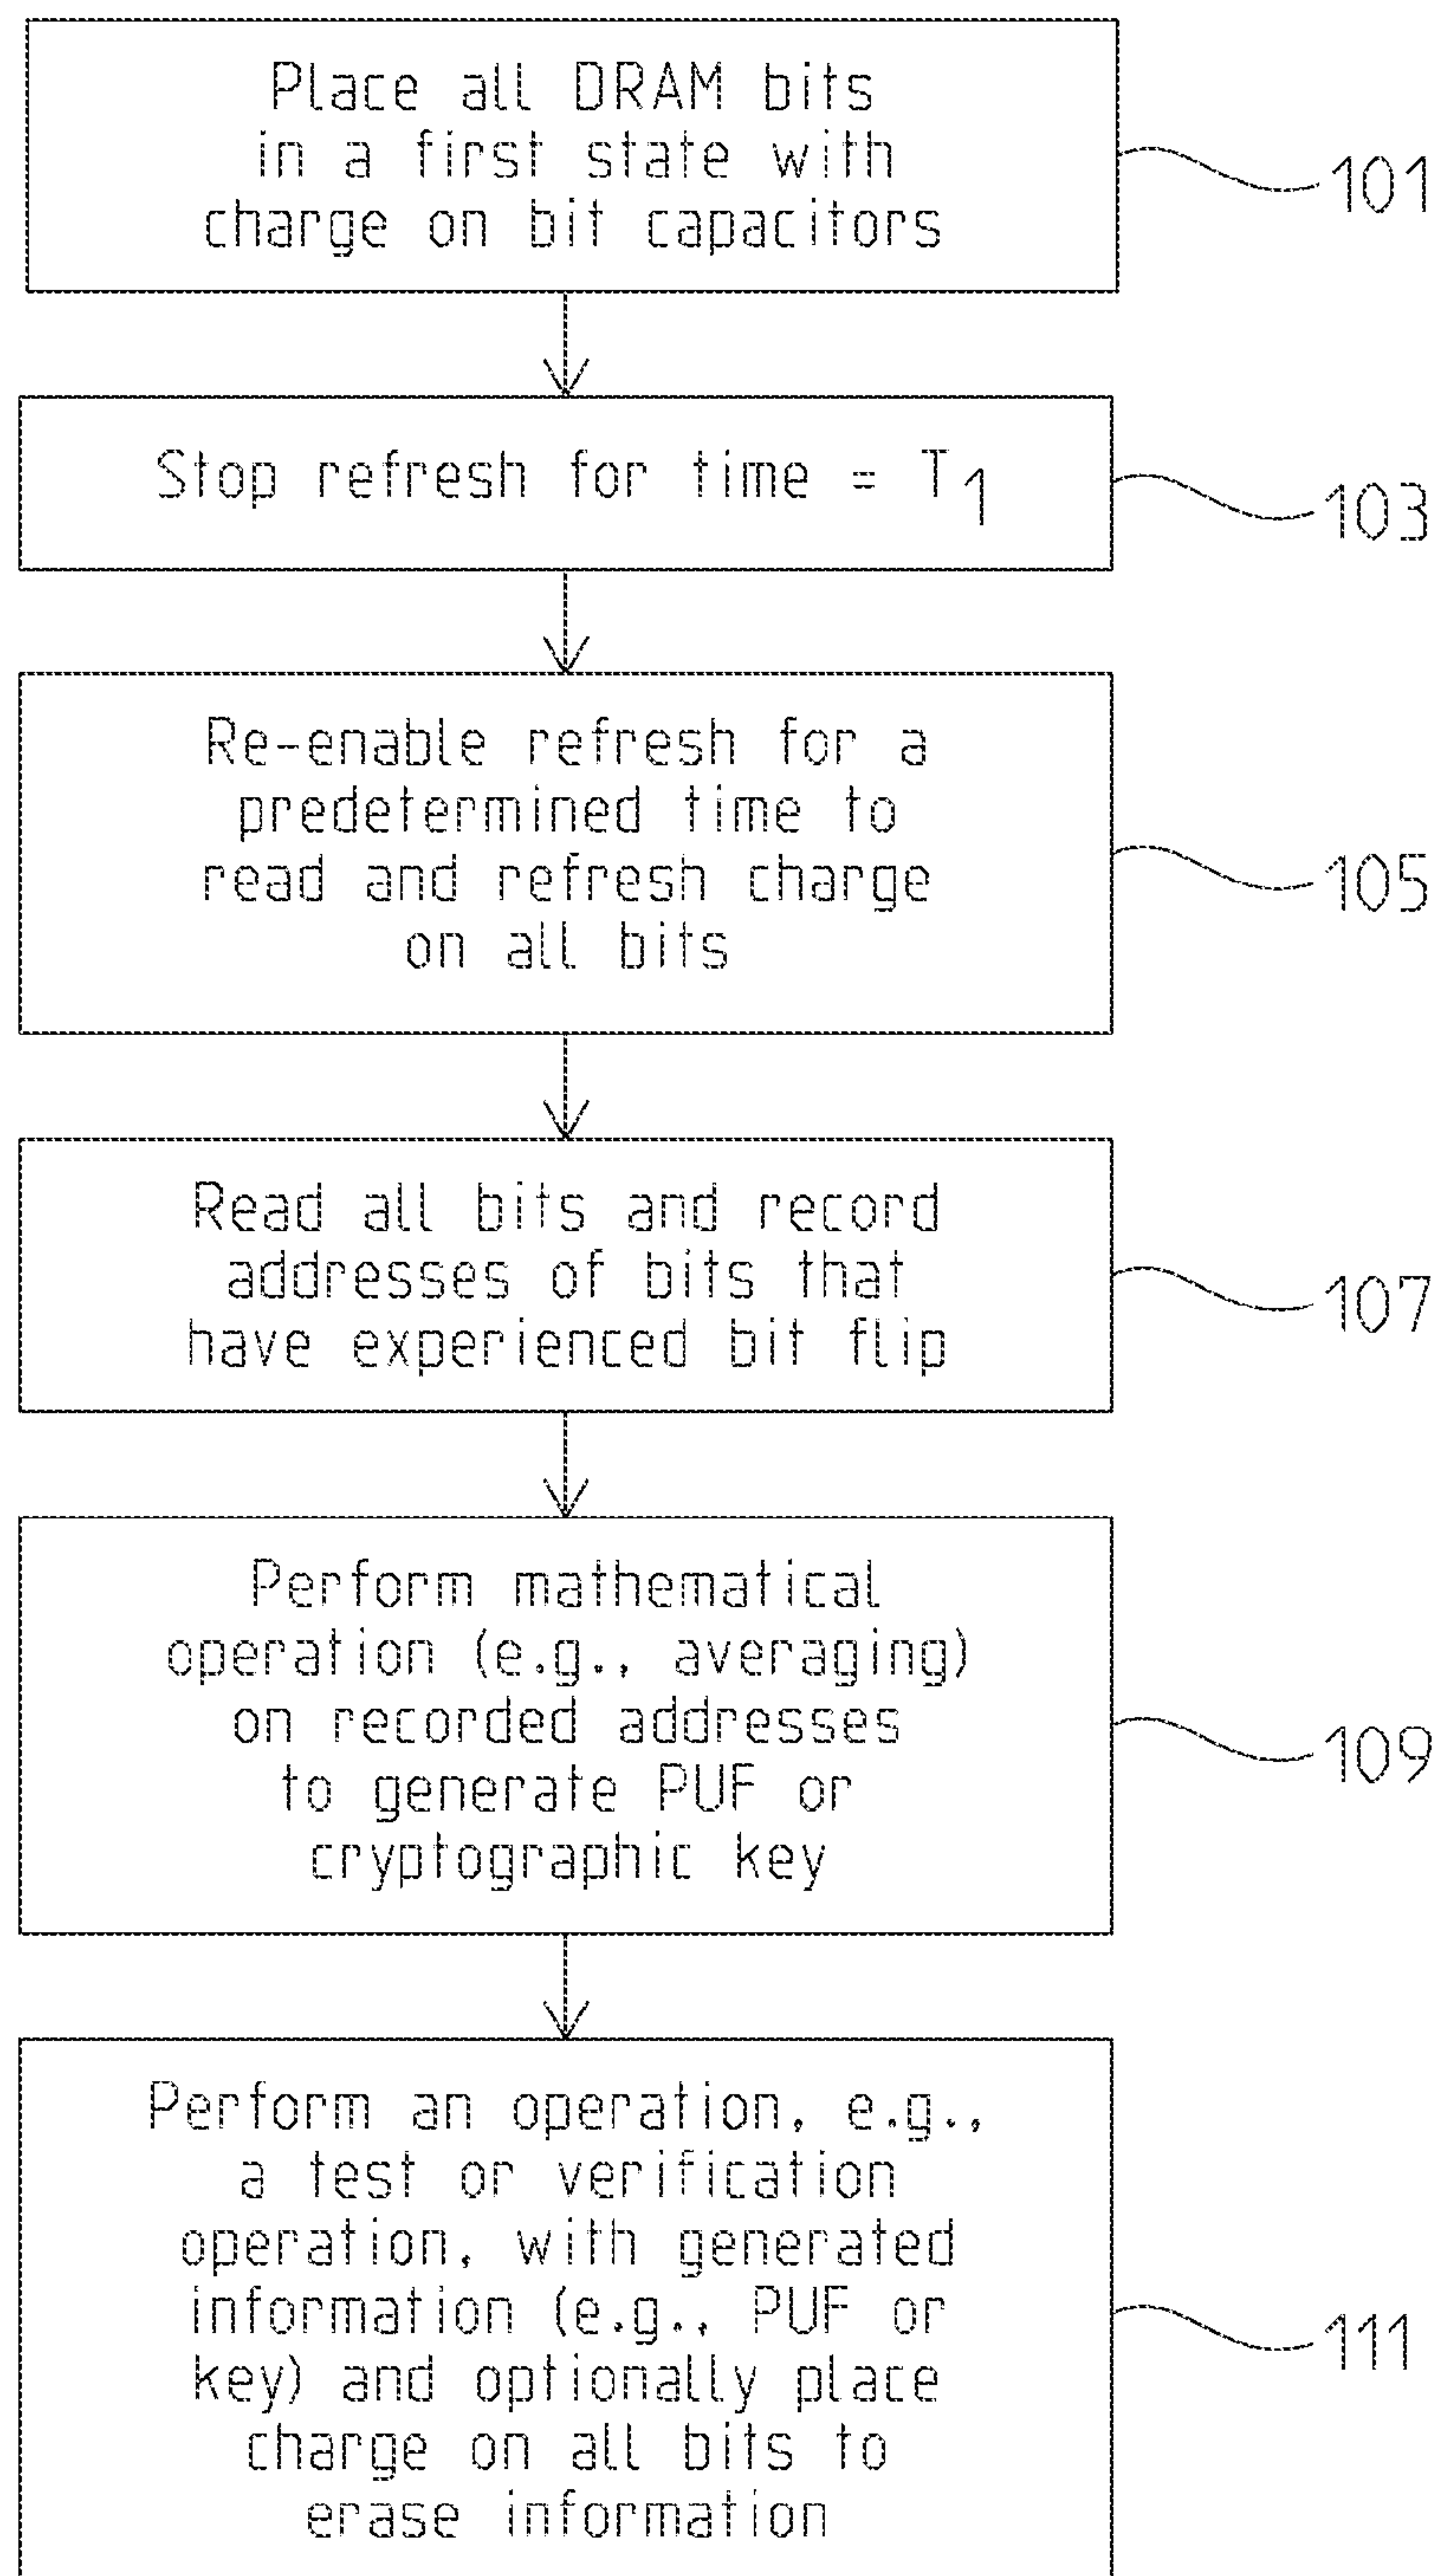 Place all DRAM bits
in a first state with
charge on bit capacitors
101
Stop refresh for time = T1
103
Re-enable refresh for a
predetermined time to
read and refresh charge
on all bits
105
Read all bits and record
addresses of bits that
have experienced bit flip
107
Perform mathematical
operation (e.g., averaging)
on recorded addresses
to generate PUF or
cryptographic key
109
Perform an operation, e.g.,
a test or verification
operation, with generated
information (e.g., PUF or
key) and optionally place
charge on all bits to
erase information
111